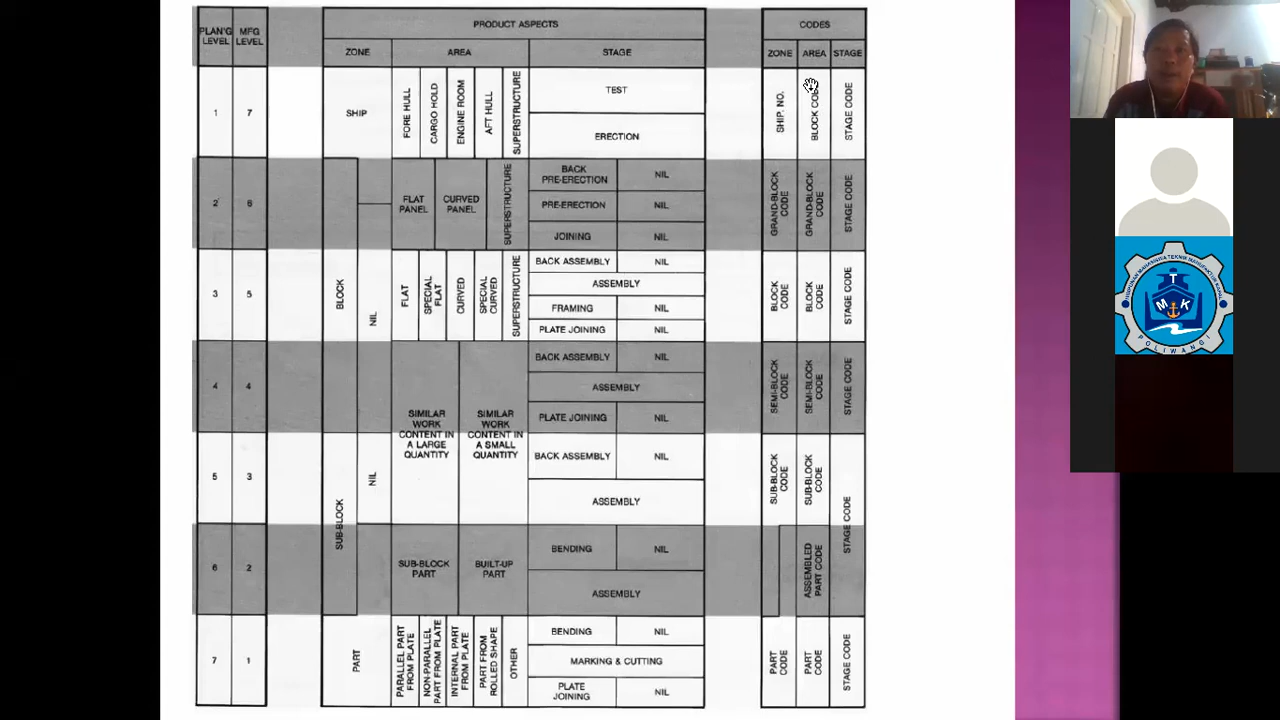 PLAN'G LEVEL
MFG LEVEL
PRODUCT ASPECTS
ZONE
AREA
STAGE
CODES
ZONE
AREA
STAGE
1
7
SHIP
FORE HULL
CARGO HOLD
ENGINE ROOM
AFT HULL
SUPERSTRUCTURE
TEST
ERECTION
SHIP. NO.
BLOCK CODE
STAGE CODE
2
6
BLOCK
NIL
FLAT PANEL
CURVED PANEL
SUPERSTRUCTURE
BACK PRE-ERECTION
NIL
PRE-ERECTION
NIL
JOINING
NIL
GRAND-BLOCK CODE
GRAND-BLOCK CODE
STAGE CODE
3
5
FLAT
SPECIAL FLAT
CURVED
SPECIAL CURVED
SUPERSTRUCTURE
BACK ASSEMBLY
NIL
ASSEMBLY
FRAMING
NIL
PLATE JOINING
NIL
BLOCK CODE
BLOCK CODE
STAGE CODE
4
4
SUB-BLOCK
NIL
SIMILAR WORK CONTENT IN A LARGE QUANTITY
SIMILAR WORK CONTENT IN A SMALL QUANTITY
BACK ASSEMBLY
NIL
ASSEMBLY
PLATE JOINING
NIL
SEMI-BLOCK CODE
SEMI-BLOCK CODE
STAGE CODE
5
3
BACK ASSEMBLY
NIL
ASSEMBLY
SUB-BLOCK CODE
SUB-BLOCK CODE
STAGE CODE
6
2
SUB-BLOCK PART
BUILT-UP PART
BENDING
NIL
ASSEMBLY
ASSEMBLED PART CODE
7
1
PART
PARALLEL PART FROM PLATE
NON-PARALLEL PART FROM PLATE
INTERNAL PART FROM PLATE
PART FROM ROLLED SHAPE
OTHER
BENDING
NIL
MARKING & CUTTING
PLATE JOINING
NIL
PART CODE
PART CODE
STAGE CODE
HIMPUNAN MAHASISWA TEKNIK MANUFAKTUR KAPAL
T
M K
POLIWANGI